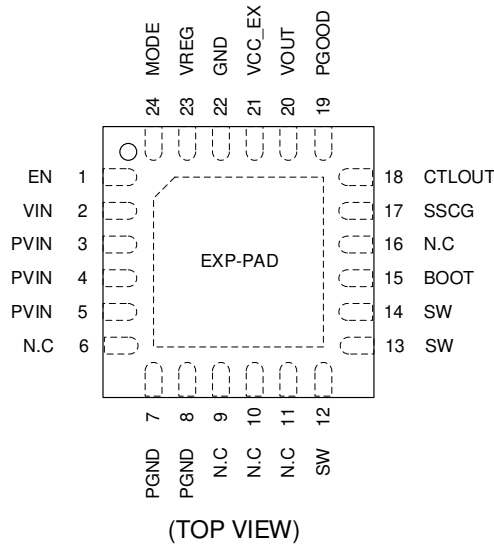 MODE
VREG
GND
VCC_EX
VOUT
PGOOD
24 23 22 21 20 19
EN 1
VIN 2
PVIN 3
PVIN 4
PVIN 5
N.C 6
EXP-PAD
18 CTLOUT
17 SSCG
16 N.C
15 BOOT
14 SW
13 SW
7 8 9 10 11 12
PGND
PGND
N.C
N.C
N.C
SW
(TOP VIEW)